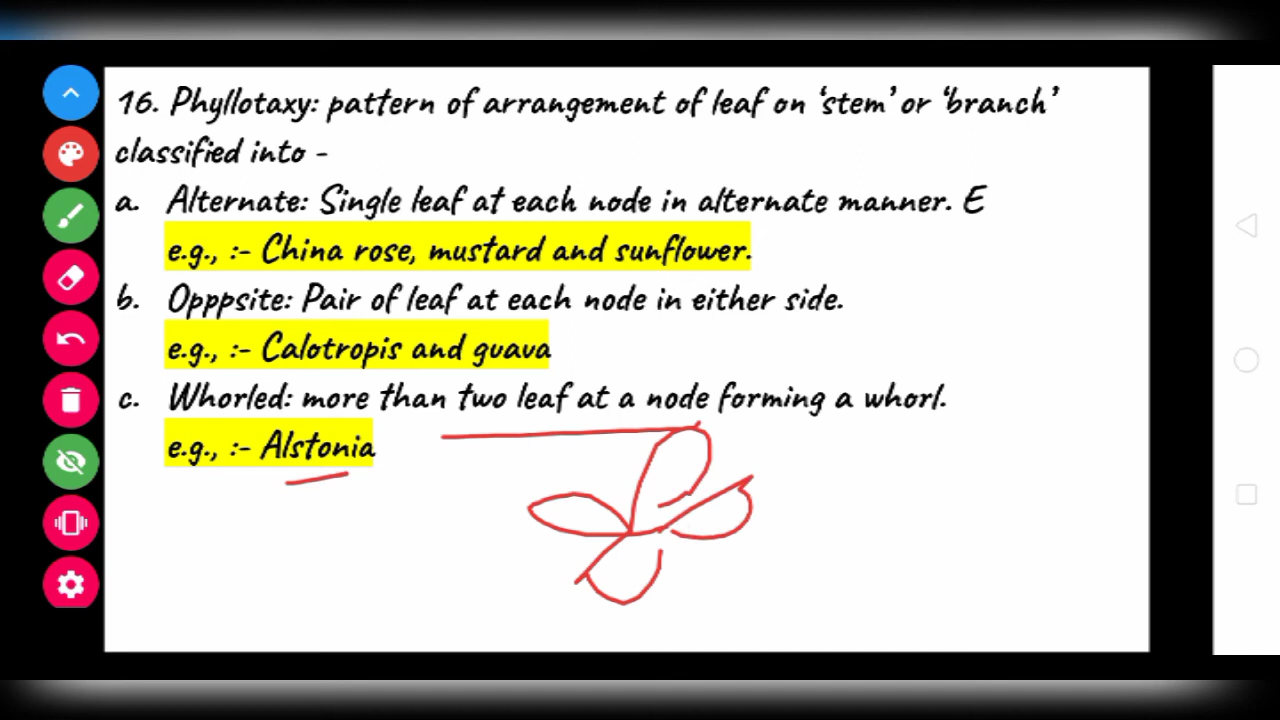 16. Phyllotaxy: pattern of arrangement of leaf on ‘stem’ or ‘branch’
classified into -
a. Alternate: Single leaf at each node in alternate manner. E
e.g., :- China rose, mustard and sunflower.
b. Opppsite: Pair of leaf at each node in either side.
e.g., :- Calotropis and guava
c. Whorled: more than two leaf at a node forming a whorl.
e.g., :- Alstonia